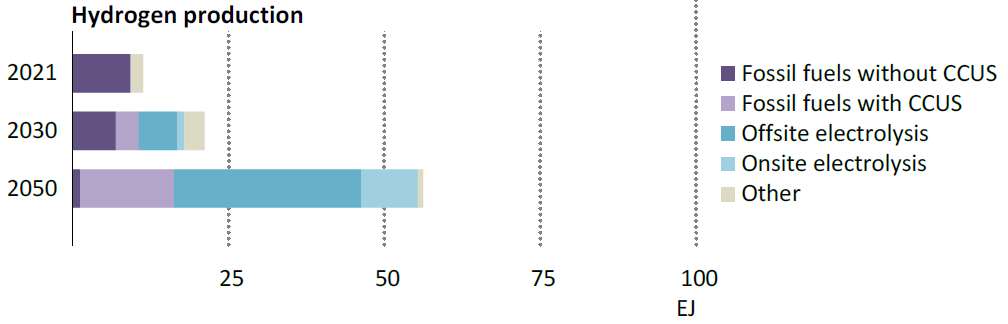 Hydrogen production
2021
2030
2050
Fossil fuels without CCUS
Fossil fuels with CCUS
Offsite electrolysis
Onsite electrolysis
Other
25 50 75 100
EJ